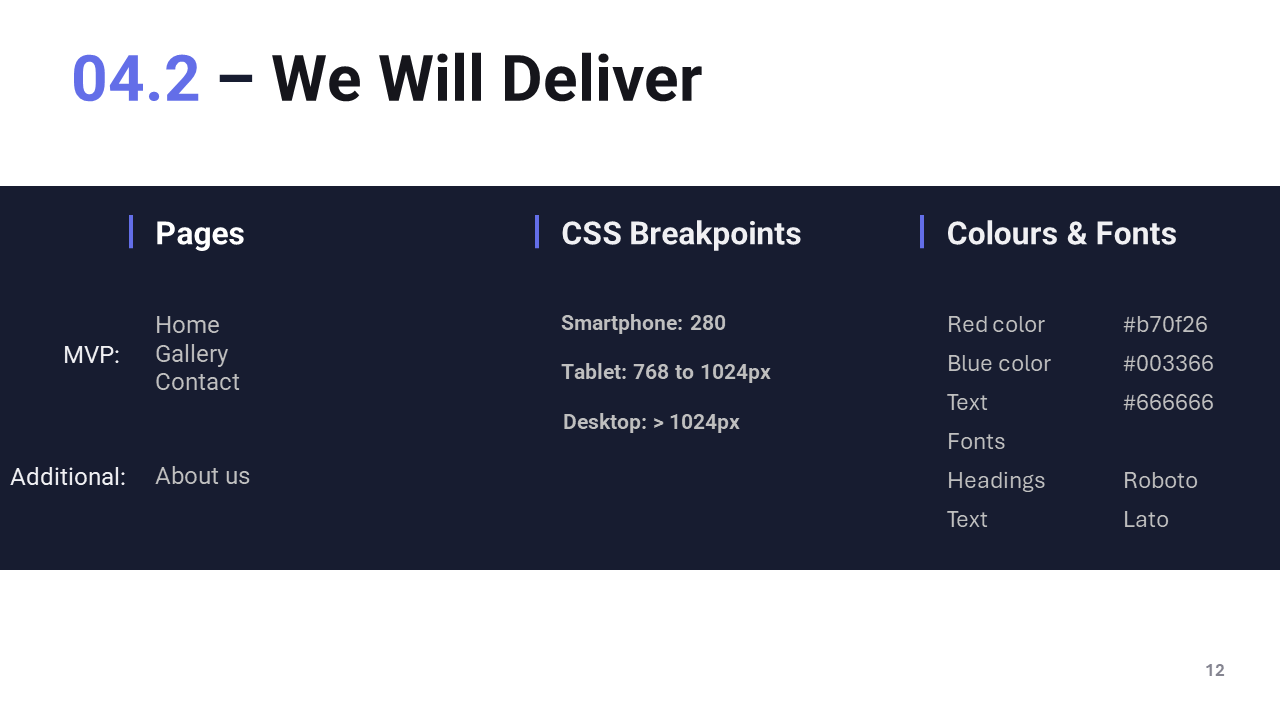 04.2 – We Will Deliver
Pages
MVP:
Home
Gallery
Contact
Additional:
About us
CSS Breakpoints
Smartphone: 280
Tablet: 768 to 1024px
Desktop: > 1024px
Colours & Fonts
Red color #b70f26
Blue color #003366
Text #666666
Fonts
Headings Roboto
Text Lato
12